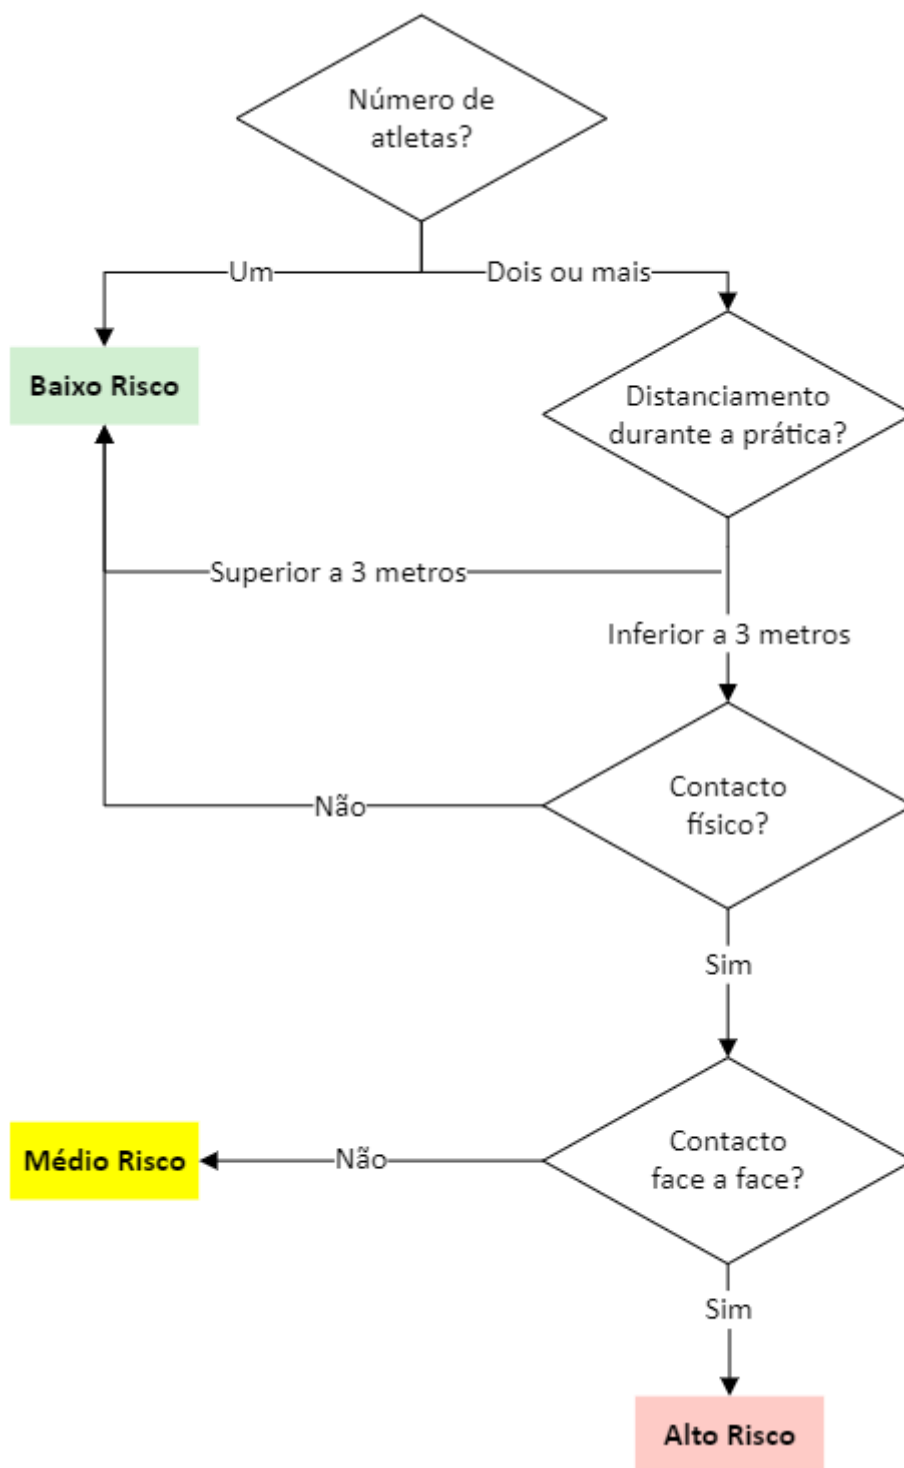 Número de
atletas?
Um
Dois ou mais
Baixo Risco
Distanciamento
durante a prática?
Superior a 3 metros
Inferior a 3 metros
Contacto
físico?
Não
Sim
Contacto
face a face?
Não
Médio Risco
Sim
Alto Risco